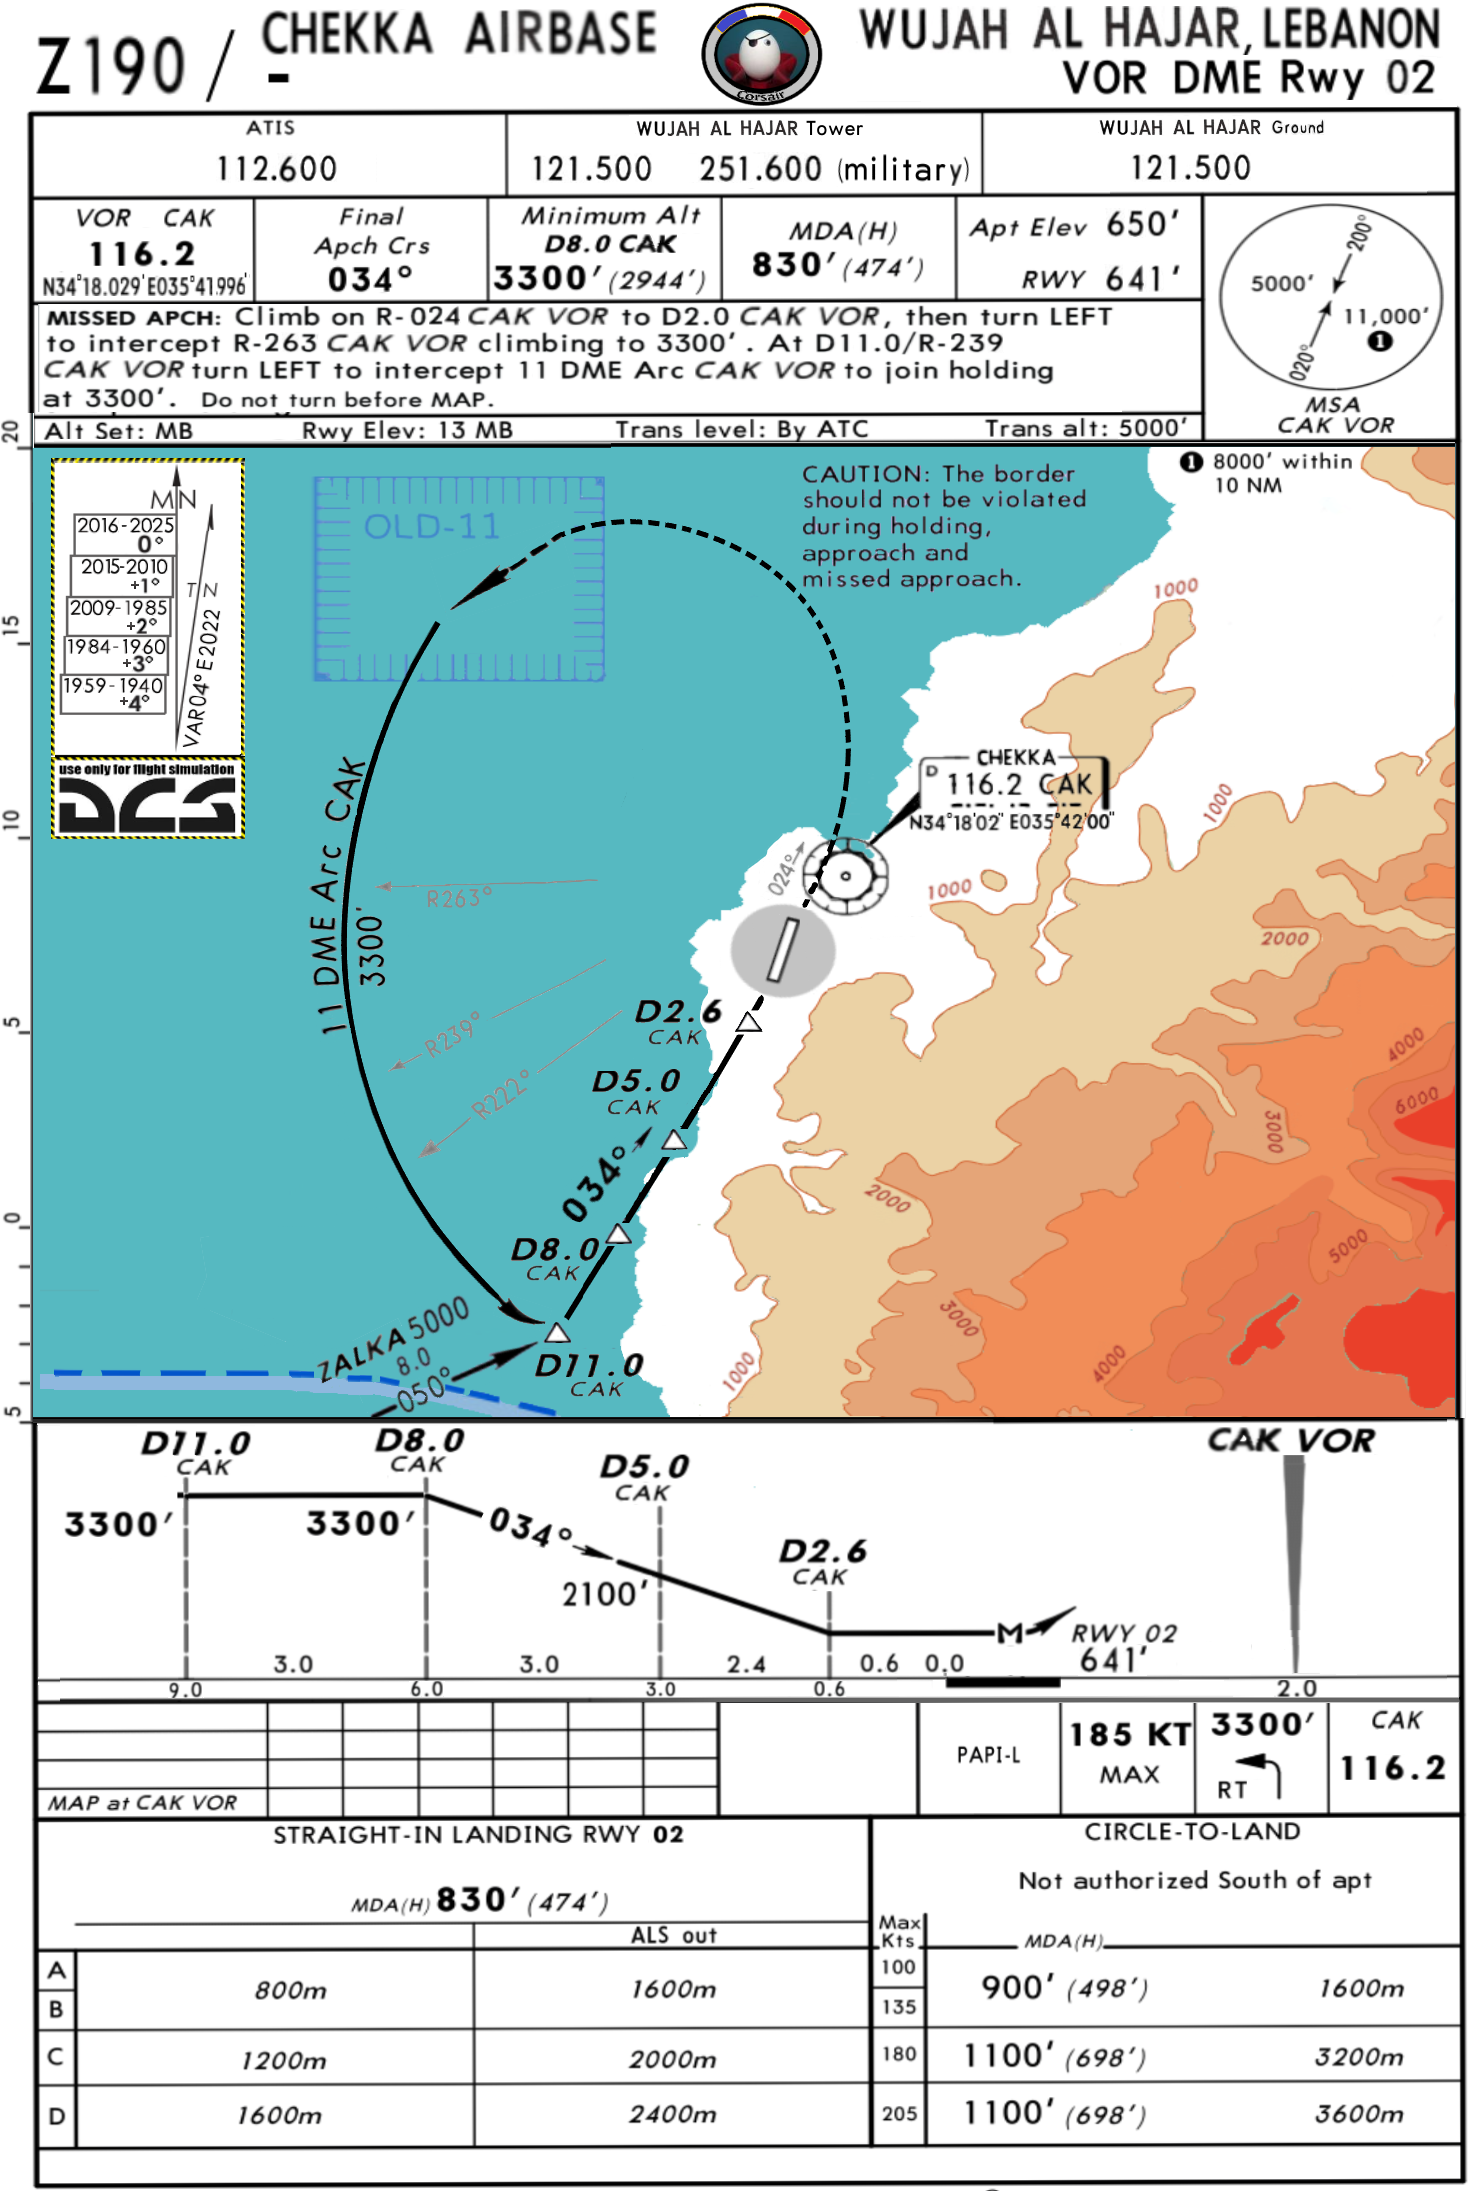 Z190 / CHEKKA AIRBASE
-
Corsair
WUJAH AL HAJAR, LEBANON
VOR DME Rwy 02
ATIS
112.600
WUJAH AL HAJAR Tower
121.500 251.600 (military)
WUJAH AL HAJAR Ground
121.500
VOR CAK
116.2
N34°18.029'E035°41.996'
Final
Apch Crs
034°
Minimum Alt
D8.0 CAK
3300' (2944')
MDA(H)
830' (474')
Apt Elev 650'
RWY 641'
MISSED APCH: Climb on R-024 CAK VOR to D2.0 CAK VOR, then turn LEFT
to intercept R-263 CAK VOR climbing to 3300'. At D11.0/R-239
CAK VOR turn LEFT to intercept 11 DME Arc CAK VOR to join holding
at 3300'. Do not turn before MAP.
Alt Set: MB Rwy Elev: 13 MB Trans level: By ATC Trans alt: 5000'
200°
5000'
11,000'
1
020°
MSA
CAK VOR
20
15
10
5
0
5
MN
2016-2025
0°
2015-2010
+1°
2009-1985
+2°
1984-1960
+3°
1959-1940
+4°
TN
VAR04°E2022
use only for flight simulation
DCS
OLD-11
CAUTION: The border
should not be violated
during holding,
approach and
missed approach.
1 8000' within
10 NM
1000
1000
1000
2000
4000
6000
3000
2000
5000
3000
4000
1000
CHEKKA
D 116.2 CAK
N34°18'02" E035°42'00"
024°
11 DME Arc CAK
3300'
R263°
R239°
R222°
D2.6
CAK
D5.0
CAK
034°
D8.0
CAK
D11.0
CAK
ZALKA 5000
8.0
050°
D11.0
CAK
D8.0
CAK
D5.0
CAK
D2.6
CAK
CAK VOR
3300'
3300'
034°
2100'
M
RWY 02
641'
3.0 3.0 2.4 0.6 0.0
9.0 6.0 3.0 0.6 2.0
MAP at CAK VOR
PAPI-L
185 KT
MAX
3300'
RT
CAK
116.2
STRAIGHT-IN LANDING RWY 02
MDA(H) 830' (474')
ALS out
A
B
800m 1600m
C 1200m 2000m
D 1600m 2400m
CIRCLE-TO-LAND
Not authorized South of apt
Max
Kts
MDA(H)
100
135
900' (498') 1600m
180 1100' (698') 3200m
205 1100' (698') 3600m